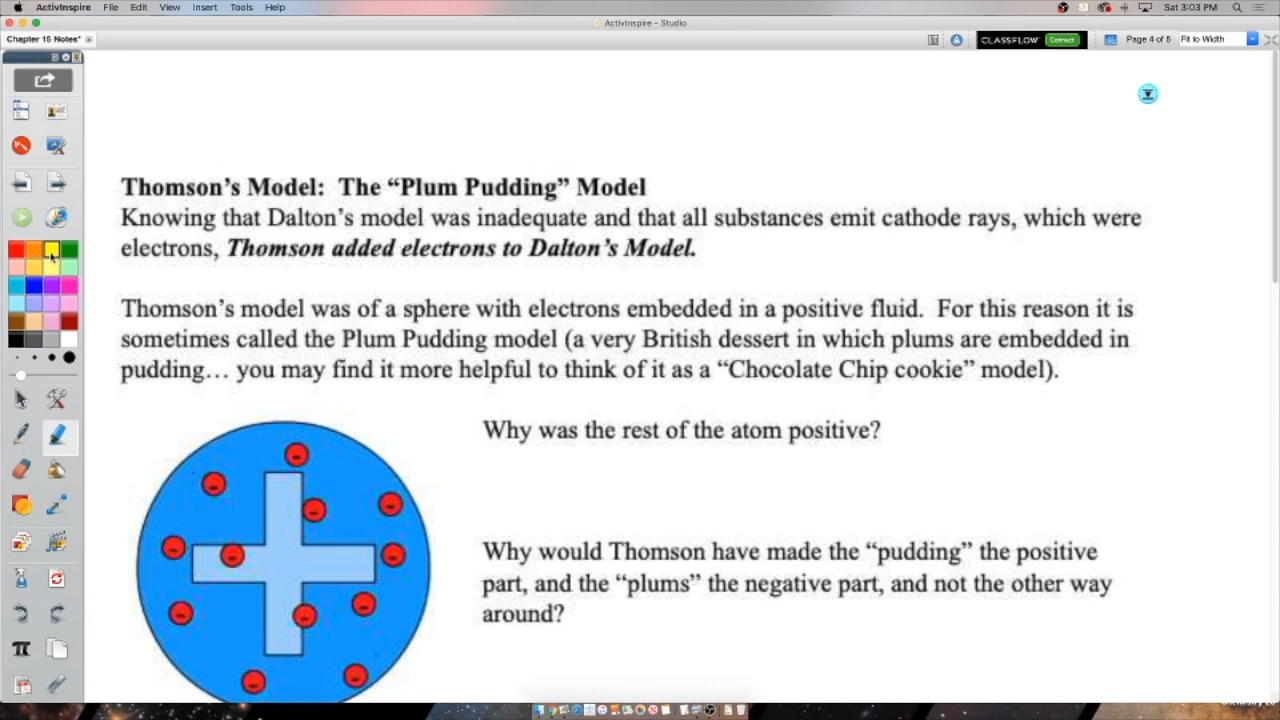 ActivInspire File Edit View Insert Tools Help Sat 3:03 PM
ActivInspire - Studio
Chapter 15 Notes* CLASSFLOW Connect Page 4 of 5 Fit to Width
Thomson's Model: The “Plum Pudding” Model
Knowing that Dalton's model was inadequate and that all substances emit cathode rays, which were
electrons, Thomson added electrons to Dalton's Model.
Thomson's model was of a sphere with electrons embedded in a positive fluid. For this reason it is
sometimes called the Plum Pudding model (a very British dessert in which plums are embedded in
pudding… you may find it more helpful to think of it as a “Chocolate Chip cookie” model).
Why was the rest of the atom positive?
Why would Thomson have made the “pudding” the positive
part, and the “plums” the negative part, and not the other way
around?